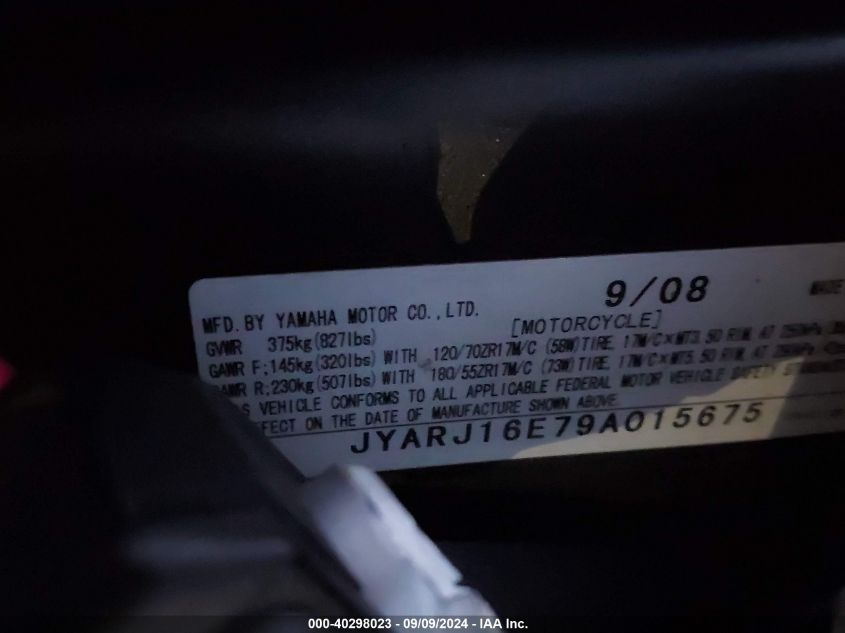 MFD. BY YAMAHA MOTOR CO., LTD. 9/08 MADE
GVWR 375kg(827lbs) [MOTORCYCLE]
GAWR F;145kg(320lbs) WITH 120/70ZR17M/C (58W) TIRE, 17M/C×MT3.50 RIM, AT 250kPa
GAWR R;230kg(507lbs) WITH 180/55ZR17M/C (73W) TIRE, 17M/C×MT5.50 RIM, AT
VEHICLE CONFORMS TO ALL APPLICABLE FEDERAL MOTOR VEHICLE SAFETY
ON THE DATE OF MANUFACTURE SHOWN ABOVE.
JYARJ16E79A015675
000-40298023 - 09/09/2024 - IAA Inc.